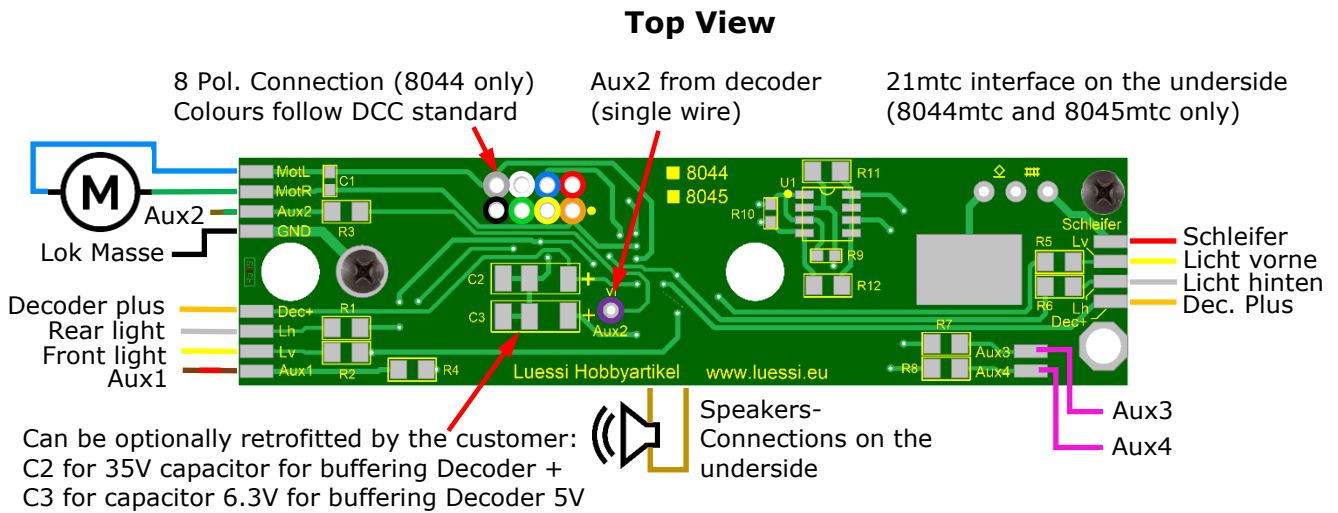 Top View
8 Pol. Connection (8044 only)
Colours follow DCC standard
Aux2 from decoder
(single wire)
21mtc interface on the underside
(8044mtc and 8045mtc only)
M
Aux2
Lok Masse
MotL
MotR
Aux2
GND
C1
R3
8044
8045
U1
R11
R10
R9
R12
Schleifer
Lv
R5
R6
Lh
Dec+
Schleifer
Licht vorne
Licht hinten
Dec. Plus
Decoder plus
Rear light
Front light
Aux1
Dec+
Lh
Lv
Aux1
R1
R2
R4
C2
C3
+
+
Aux2
R7
R8
Aux3
Aux4
Luessi Hobbyartikel
www.luessi.eu
Aux3
Aux4
Speakers-
Connections on the
underside
Can be optionally retrofitted by the customer:
C2 for 35V capacitor for buffering Decoder +
C3 for capacitor 6.3V for buffering Decoder 5V